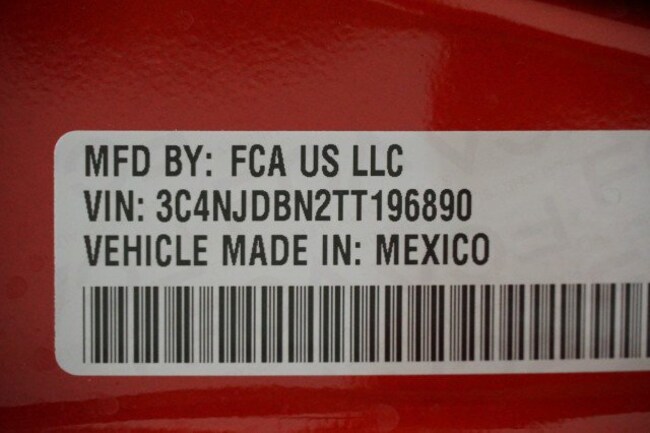 MFD BY: FCA US LLC
VIN: 3C4NJDBN2TT196890
VEHICLE MADE IN: MEXICO